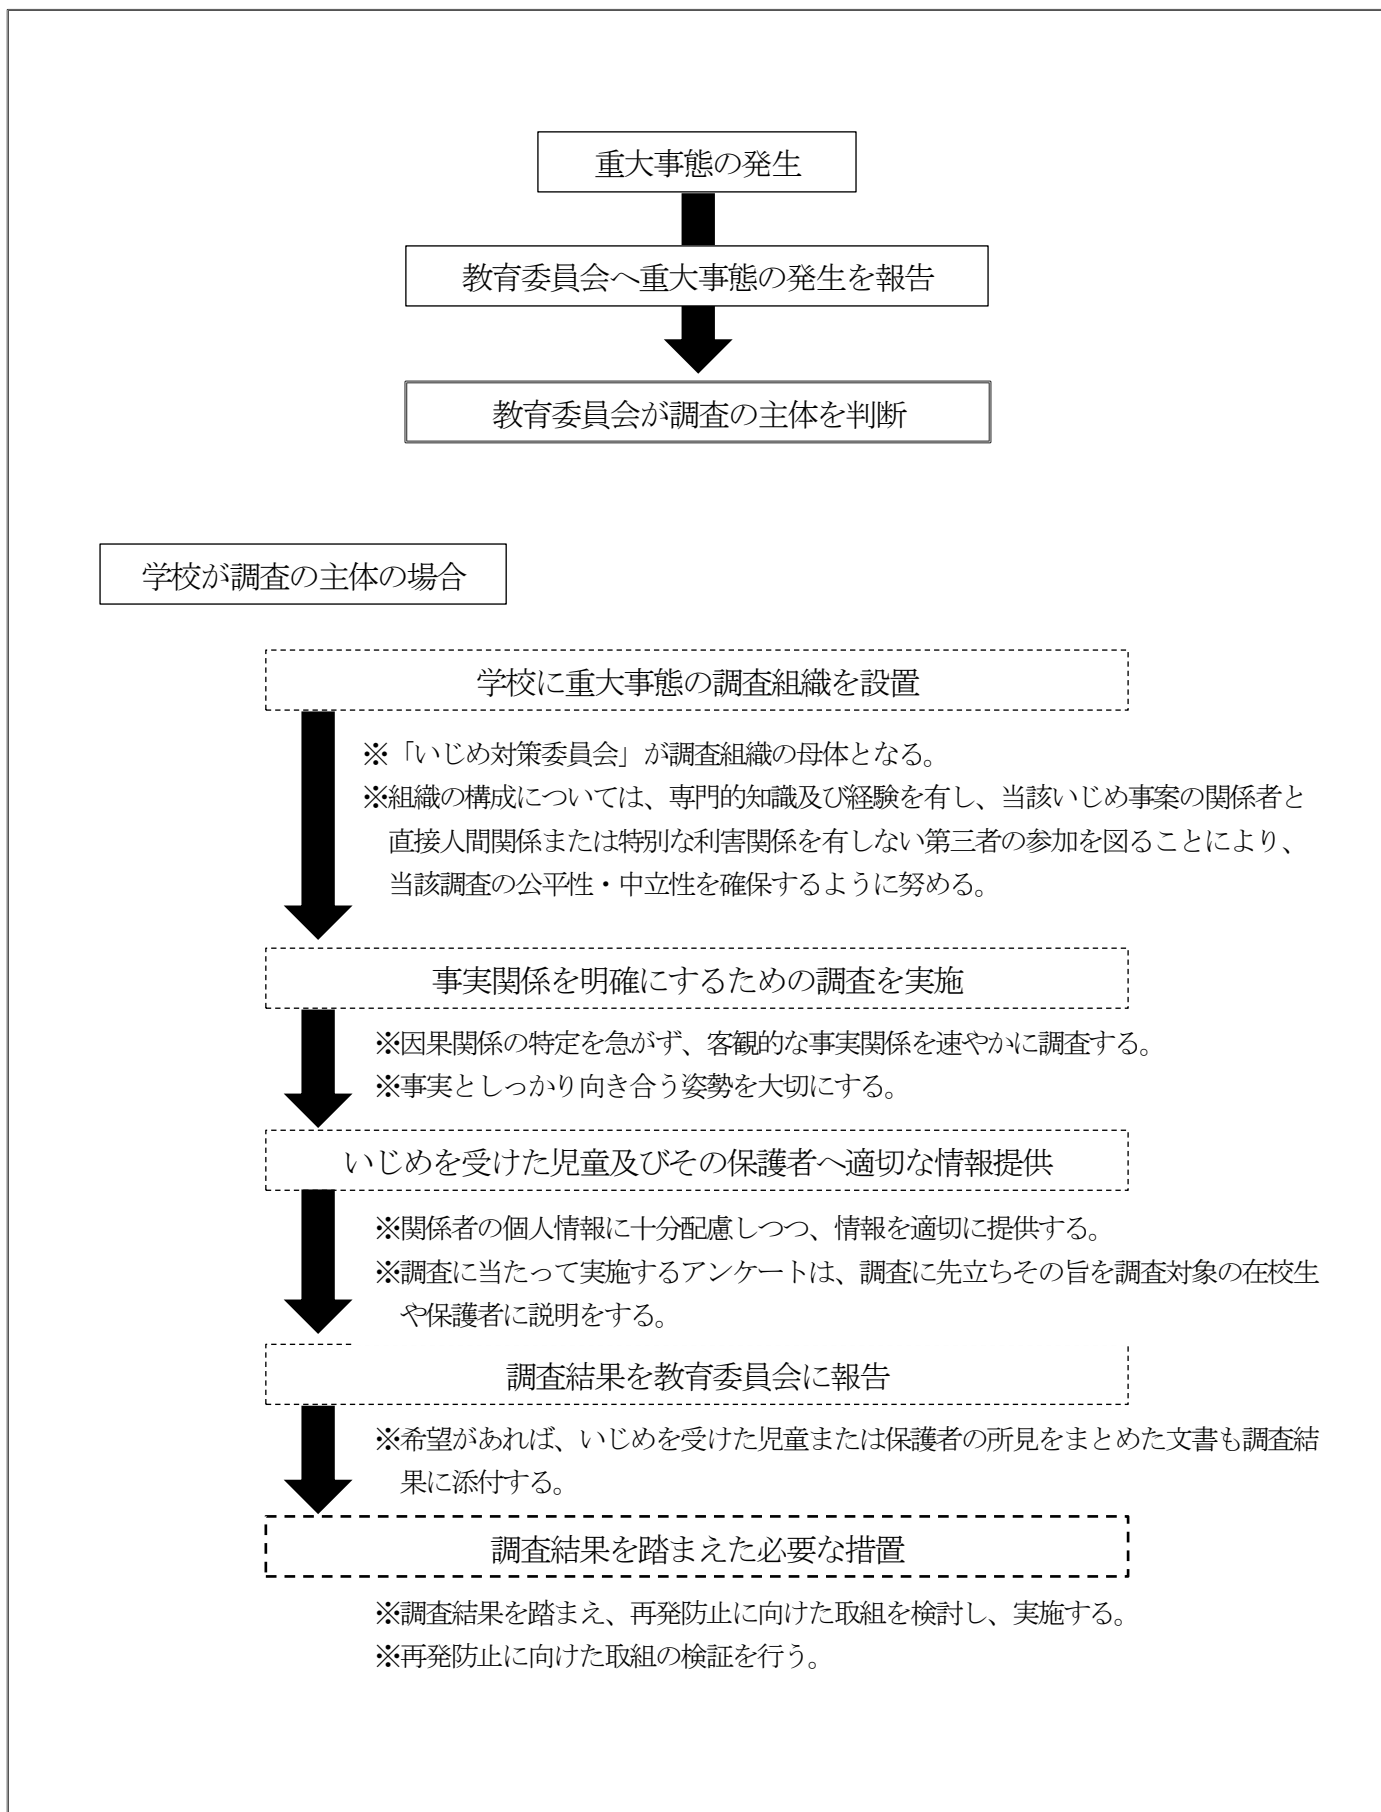 重大事態の発生
教育委員会へ重大事態の発生を報告
教育委員会が調査の主体を判断
学校が調査の主体の場合
学校に重大事態の調査組織を設置
※「いじめ対策委員会」が調査組織の母体となる。
※組織の構成については、専門的知識及び経験を有し、当該いじめ事案の関係者と
直接人間関係または特別な利害関係を有しない第三者の参加を図ることにより、
当該調査の公平性・中立性を確保するように努める。
事実関係を明確にするための調査を実施
※因果関係の特定を急がず、客観的な事実関係を速やかに調査する。
※事実としっかり向き合う姿勢を大切にする。
いじめを受けた児童及びその保護者へ適切な情報提供
※関係者の個人情報に十分配慮しつつ、情報を適切に提供する。
※調査に当たって実施するアンケートは、調査に先立ちその旨を調査対象の在校生
や保護者に説明をする。
調査結果を教育委員会に報告
※希望があれば、いじめを受けた児童または保護者の所見をまとめた文書も調査結
果に添付する。
調査結果を踏まえた必要な措置
※調査結果を踏まえ、再発防止に向けた取組を検討し、実施する。
※再発防止に向けた取組の検証を行う。